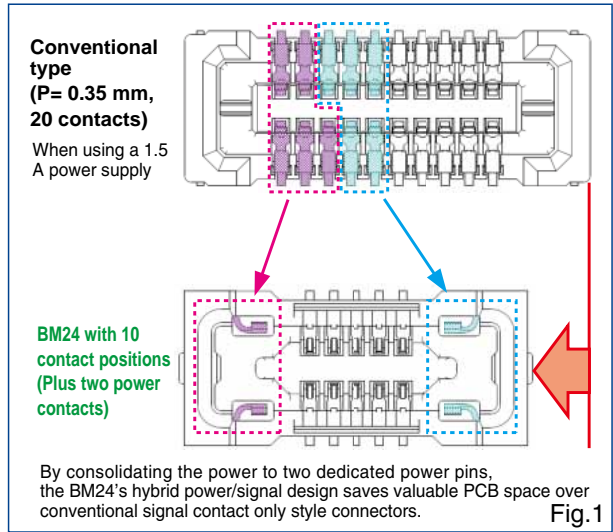 Conventional
type
(P= 0.35 mm,
20 contacts)
When using a 1.5
A power supply
BM24 with 10
contact positions
(Plus two power
contacts)
By consolidating the power to two dedicated power pins,
the BM24's hybrid power/signal design saves valuable PCB space over
conventional signal contact only style connectors.
Fig.1